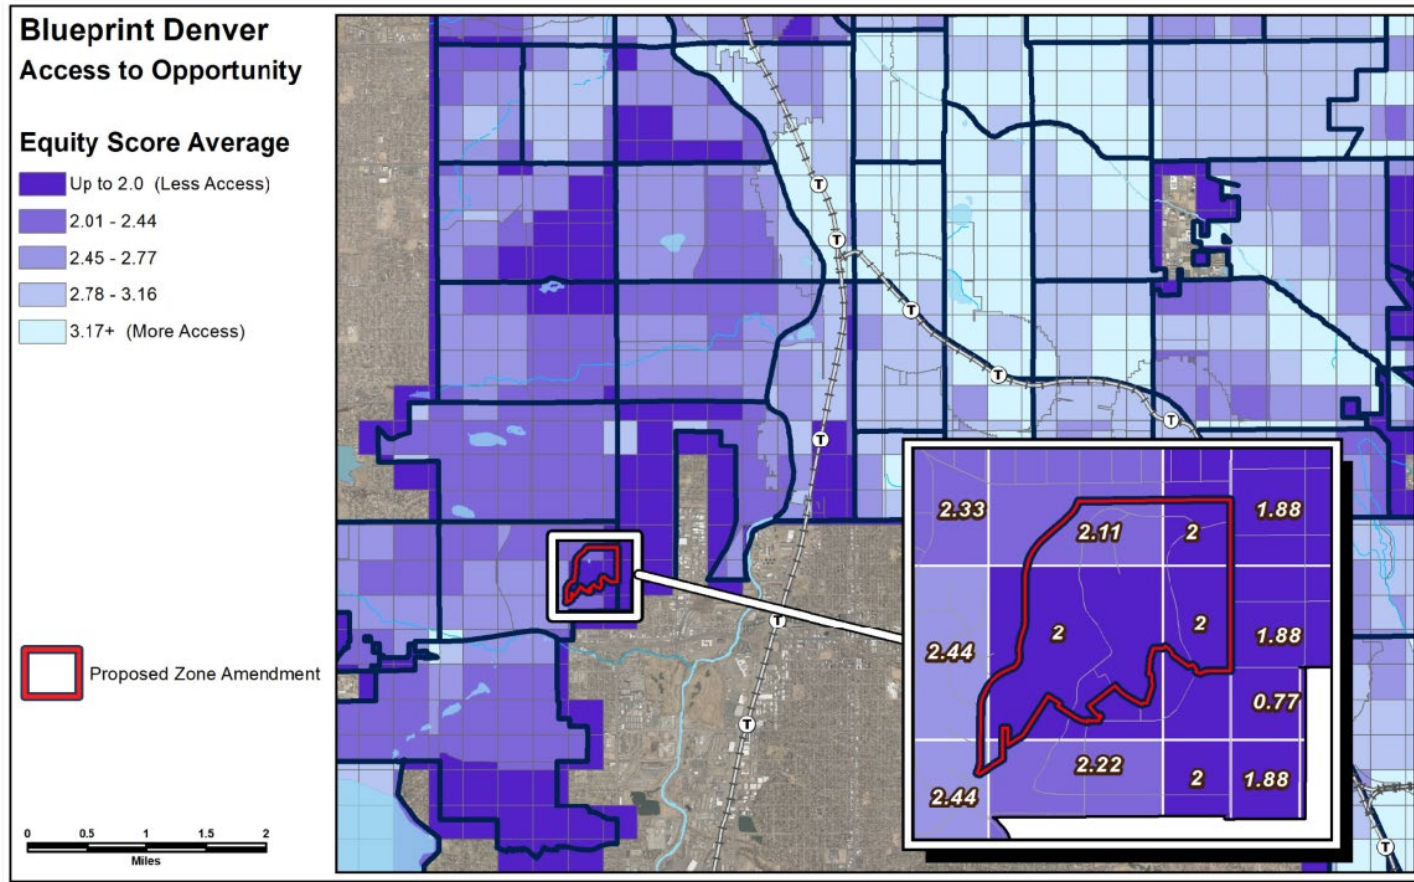 Blueprint Denver
Access to Opportunity
Equity Score Average
Up to 2.0 (Less Access)
2.01 - 2.44
2.45 - 2.77
2.78 - 3.16
3.17+ (More Access)
Proposed Zone Amendment
0 0.5 1 1.5 2
Miles
T
T
T
T
T
T
T
T
T
2.33
2.11
2
1.88
2.44
2
2
1.88
0.77
2.44
2.22
2
1.88